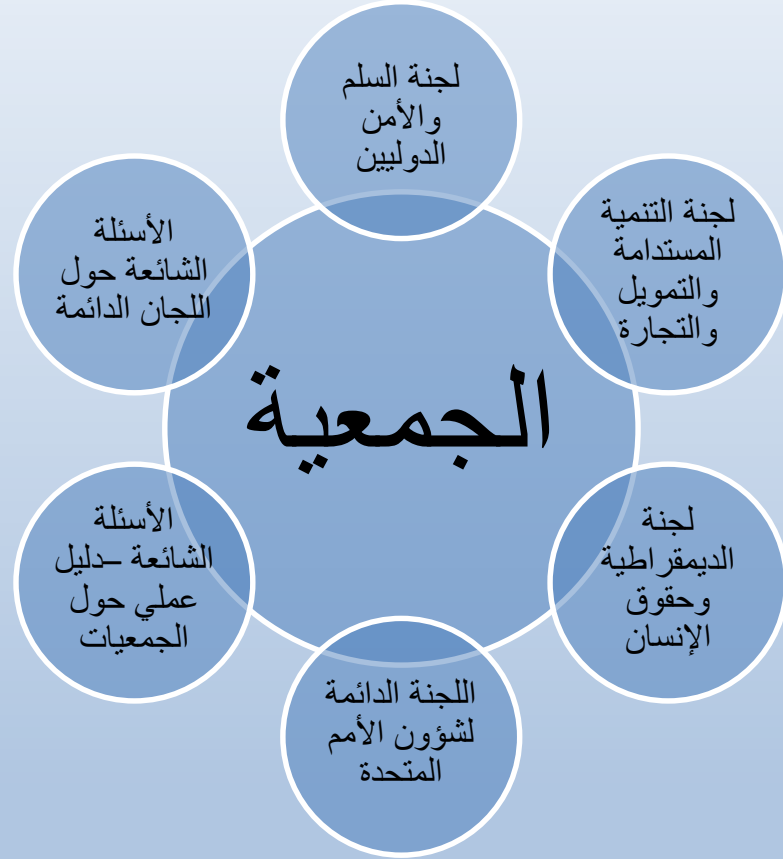 لجنة السلم
والأمن
الدوليين
لجنة التنمية
المستدامة
والتمويل
والتجارة
لجنة
الديمقراطية
وحقوق
الإنسان
اللجنة الدائمة
لشؤون الأمم
المتحدة
الأسئلة
الشائعة –دليل
عملي حول
الجمعيات
الأسئلة
الشائعة حول
اللجان الدائمة
الجمعية